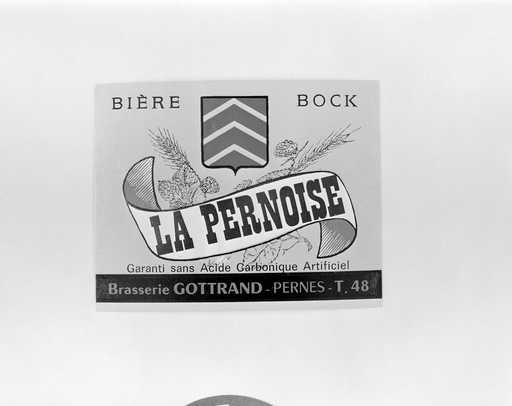 BIÈRE BOCK
LA PERNOISE
Garanti sans Acide Carbonique Artificiel
Brasserie GOTTRAND - PERNES - T. 48